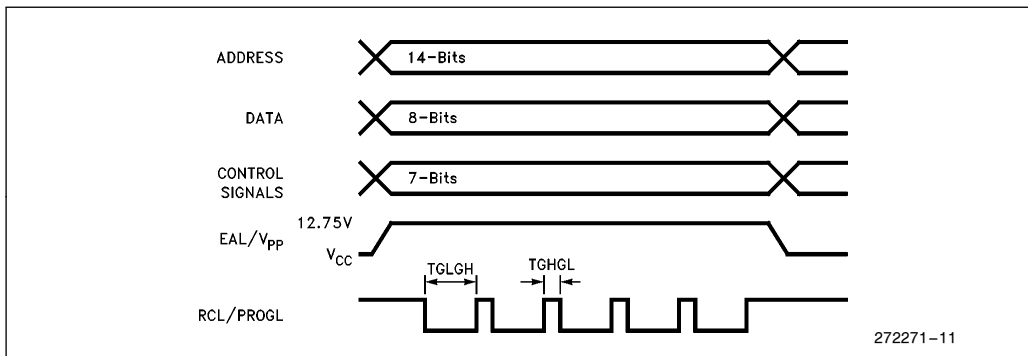 ADDRESS
14-Bits
DATA
8-Bits
CONTROL
SIGNALS
7-Bits
12.75V
EAL/VPP
VCC
TGLGH
TGHGL
RCL/PROGL
272271-11